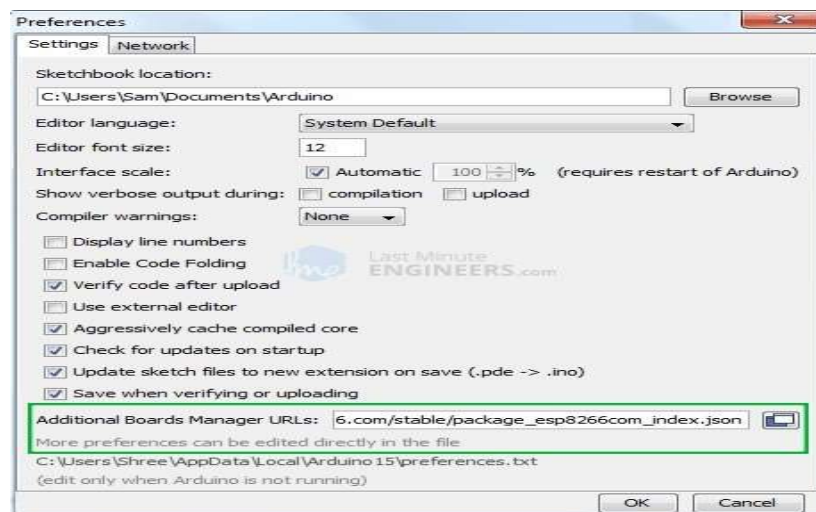 Preferences
Settings Network
Sketchbook location:
C:\Users\Sam\Documents\Arduino Browse
Editor language: System Default
Editor font size: 12
Interface scale: Automatic 100 % (requires restart of Arduino)
Show verbose output during: compilation upload
Compiler warnings: None
Display line numbers
Enable Code Folding
Last Minute
ENGINEERS.com
Verify code after upload
Use external editor
Aggressively cache compiled core
Check for updates on startup
Update sketch files to new extension on save (.pde -> .ino)
Save when verifying or uploading
Additional Boards Manager URLs: 6.com/stable/package_esp8266com_index.json
More preferences can be edited directly in the file
C:\Users\Shree\AppData\Local\Arduino15\preferences.txt
(edit only when Arduino is not running)
OK Cancel